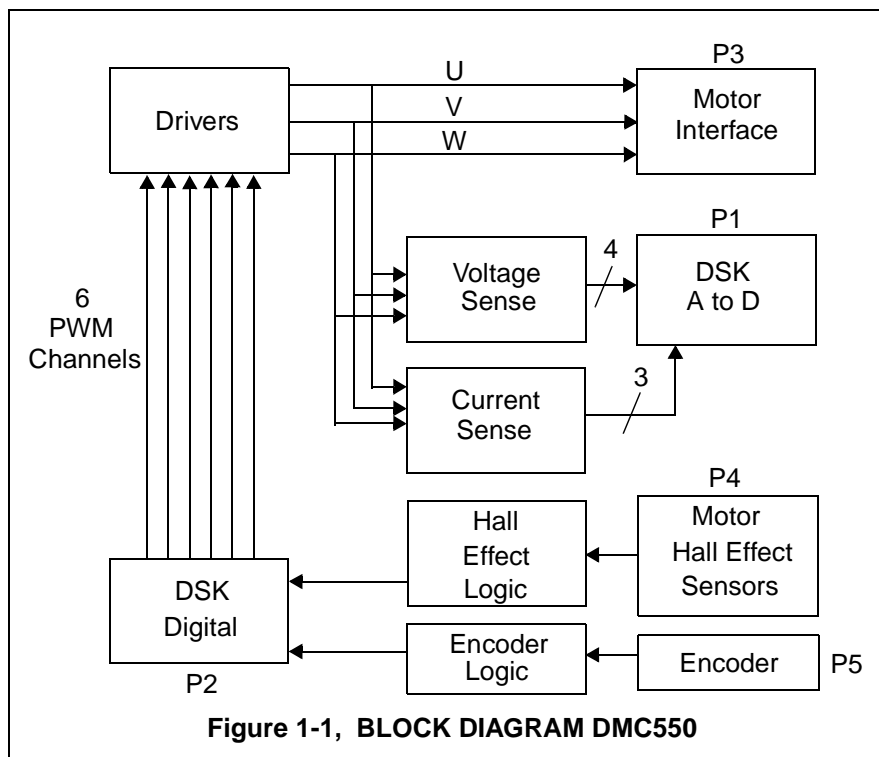 P3
U
V
W
Drivers
Motor
Interface
P1
4
Voltage
Sense
DSK
A to D
6
PWM
Channels
3
Current
Sense
P4
Hall
Effect
Logic
Motor
Hall Effect
Sensors
DSK
Digital
P2
Encoder
Logic
Encoder
P5
Figure 1-1, BLOCK DIAGRAM DMC550